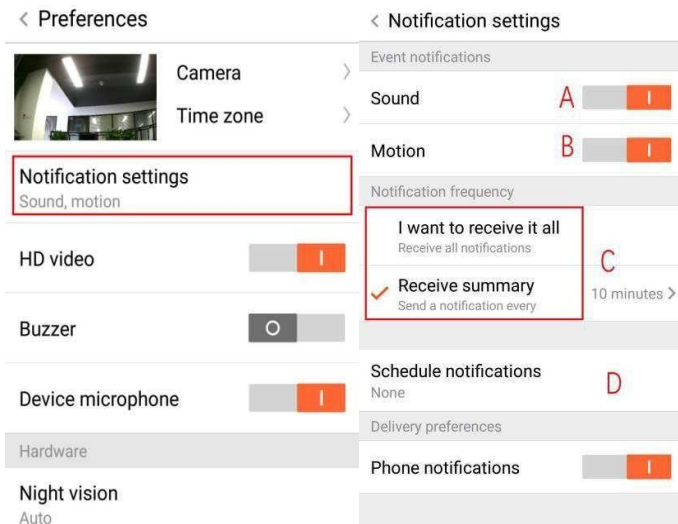 < Preferences
Camera >
Time zone >
Notification settings
Sound, motion
HD video I
Buzzer O
Device microphone I
Hardware
Night vision
Auto
< Notification settings
Event notifications
Sound A I
Motion B I
Notification frequency
I want to receive it all
Receive all notifications
C
Receive summary
10 minutes >
Send a notification every
Schedule notifications
None
D
Delivery preferences
Phone notifications I